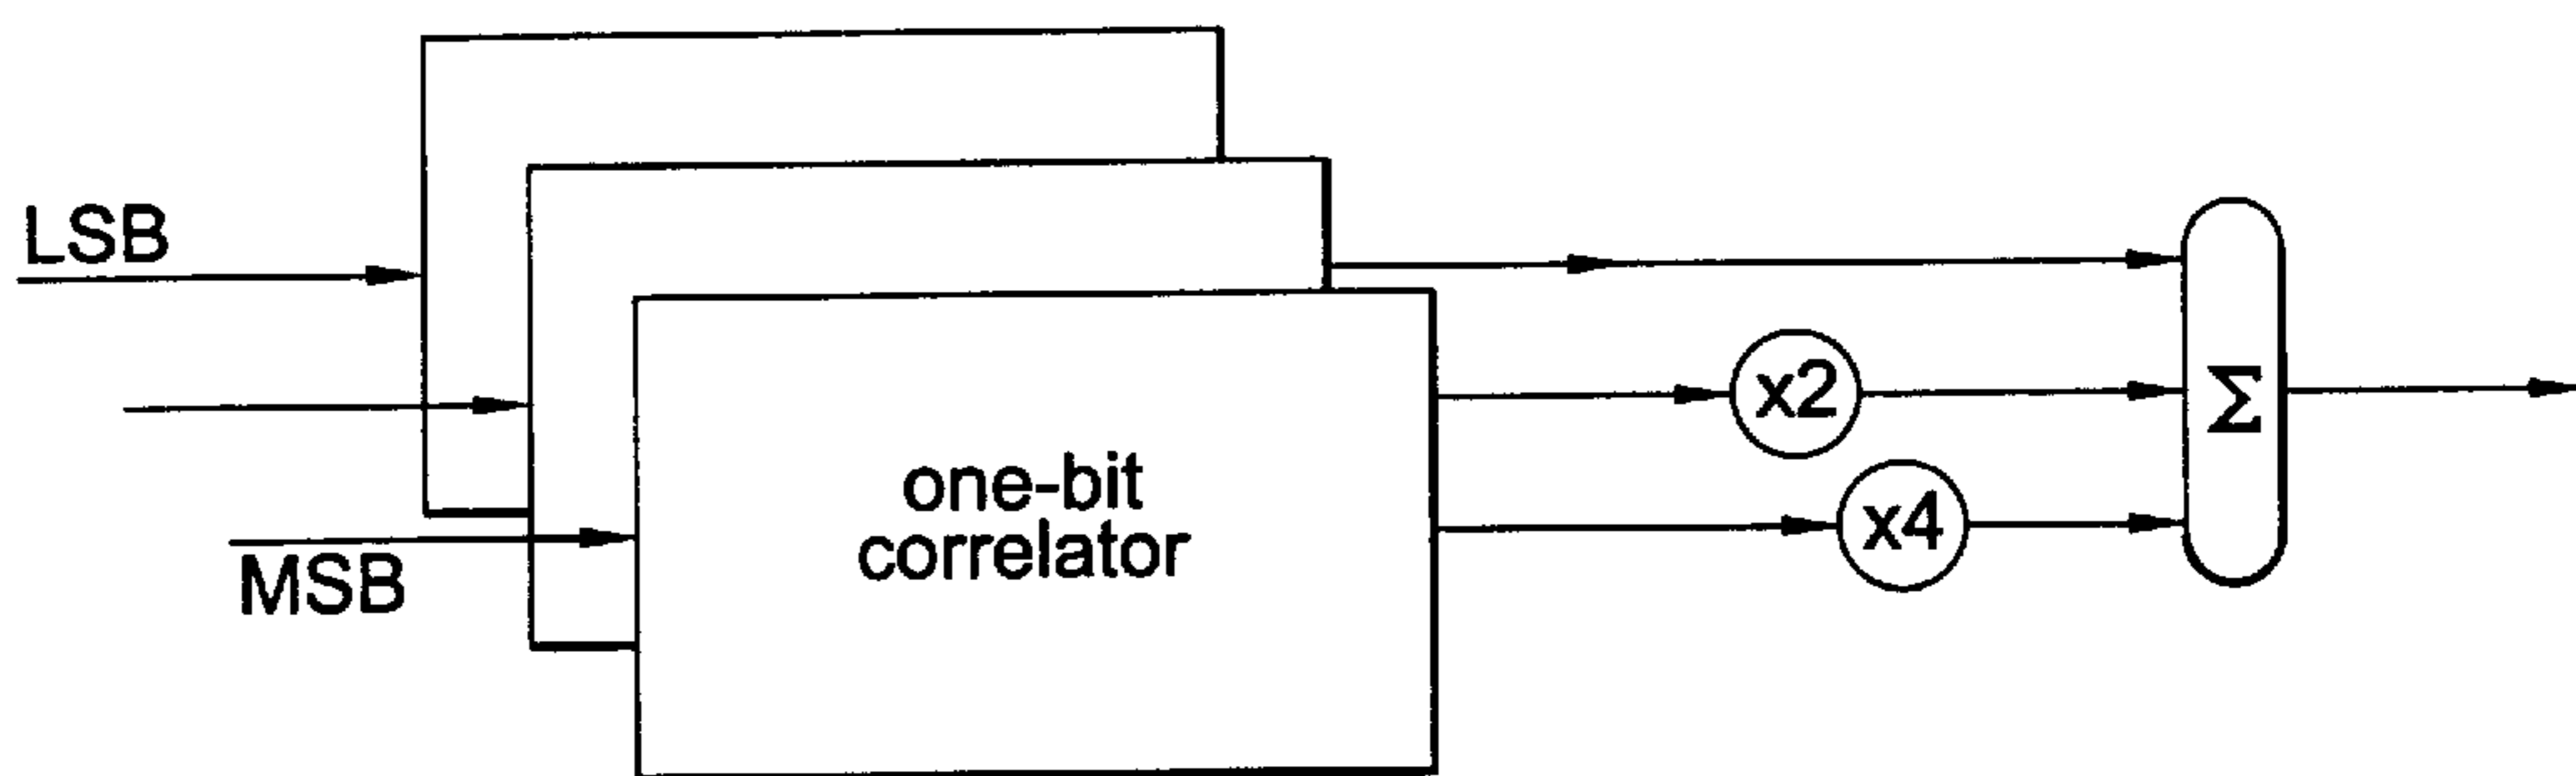 LSB
MSB
one-bit
correlator
x2
x4
Σ